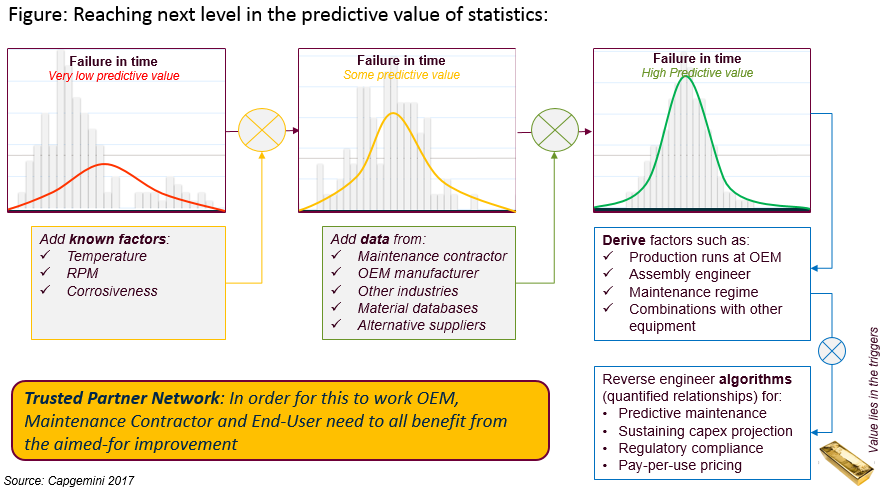 Figure: Reaching next level in the predictive value of statistics:
Failure in time
Very low predictive value
Failure in time
Some predictive value
Failure in time
High Predictive value
Add known factors:
✓ Temperature
✓ RPM
✓ Corrosiveness
Add data from:
✓ Maintenance contractor
✓ OEM manufacturer
✓ Other industries
✓ Material databases
✓ Alternative suppliers
Derive factors such as:
✓ Production runs at OEM
✓ Assembly engineer
✓ Maintenance regime
✓ Combinations with other
equipment
Reverse engineer algorithms
(quantified relationships) for:
• Predictive maintenance
• Sustaining capex projection
• Regulatory compliance
• Pay-per-use pricing
Value lies in the triggers
Trusted Partner Network: In order for this to work OEM,
Maintenance Contractor and End-User need to all benefit from
the aimed-for improvement
Source: Capgemini 2017